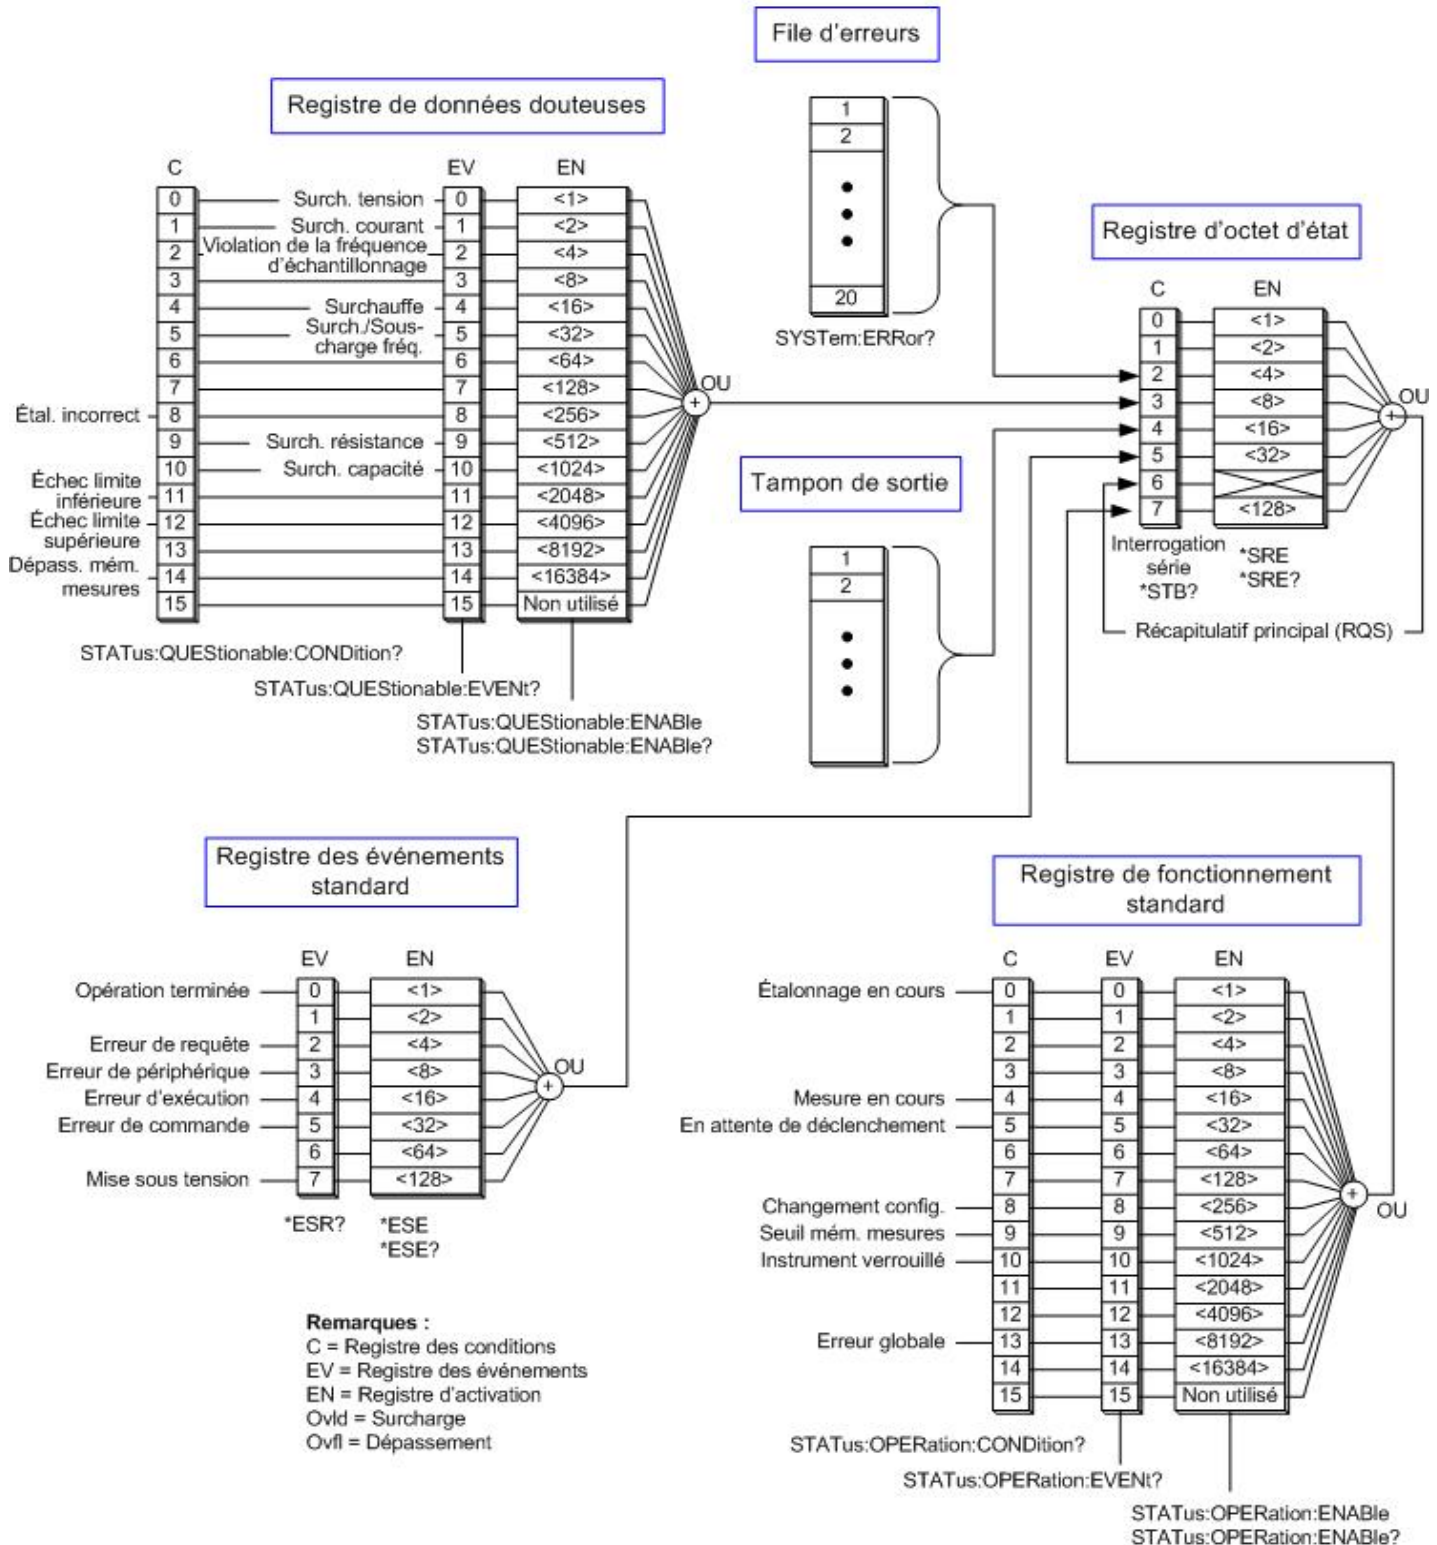 File d'erreurs
1
2
20
SYSTem:ERRor?
Registre de données douteuses
C EV EN
0 Surch. tension 0 <1>
1 Surch. courant 1 <2>
2 Violation de la fréquence d'échantillonnage 2 <4>
3 3 <8>
4 Surchauffe 4 <16>
5 Surch./Sous-charge fréq. 5 <32>
6 6 <64>
7 7 <128>
Étal. incorrect 8 8 <256>
9 Surch. résistance 9 <512>
10 Surch. capacité 10 <1024>
Échec limite inférieure 11 11 <2048>
Échec limite supérieure 12 12 <4096>
13 13 <8192>
Dépass. mém. mesures 14 14 <16384>
15 15 Non utilisé
OU
+
STATus:QUEStionable:CONDition?
STATus:QUEStionable:EVENt?
STATus:QUEStionable:ENABle
STATus:QUEStionable:ENABle?
Registre d'octet d'état
C EN
0 <1>
1 <2>
2 <4>
3 <8>
4 <16>
5 <32>
6
7 <128>
OU
+
Interrogation
série
*STB?
*SRE
*SRE?
Récapitulatif principal (RQS)
Tampon de sortie
1
2
Registre des événements
standard
EV EN
Opération terminée 0 <1>
1 <2>
Erreur de requête 2 <4>
Erreur de périphérique 3 <8>
Erreur d'exécution 4 <16>
Erreur de commande 5 <32>
6 <64>
Mise sous tension 7 <128>
OU
+
*ESR?
*ESE
*ESE?
Registre de fonctionnement
standard
C EV EN
Étalonnage en cours 0 0 <1>
1 1 <2>
2 2 <4>
3 3 <8>
Mesure en cours 4 4 <16>
En attente de déclenchement 5 5 <32>
6 6 <64>
7 7 <128>
Changement config. 8 8 <256>
Seuil mém. mesures 9 9 <512>
Instrument verrouillé 10 10 <1024>
11 11 <2048>
12 12 <4096>
Erreur globale 13 13 <8192>
14 14 <16384>
15 15 Non utilisé
+
OU
STATus:OPERation:CONDition?
STATus:OPERation:EVENt?
STATus:OPERation:ENABle
STATus:OPERation:ENABle?
Remarques :
C = Registre des conditions
EV = Registre des événements
EN = Registre d'activation
Ovld = Surcharge
Ovfl = Dépassement